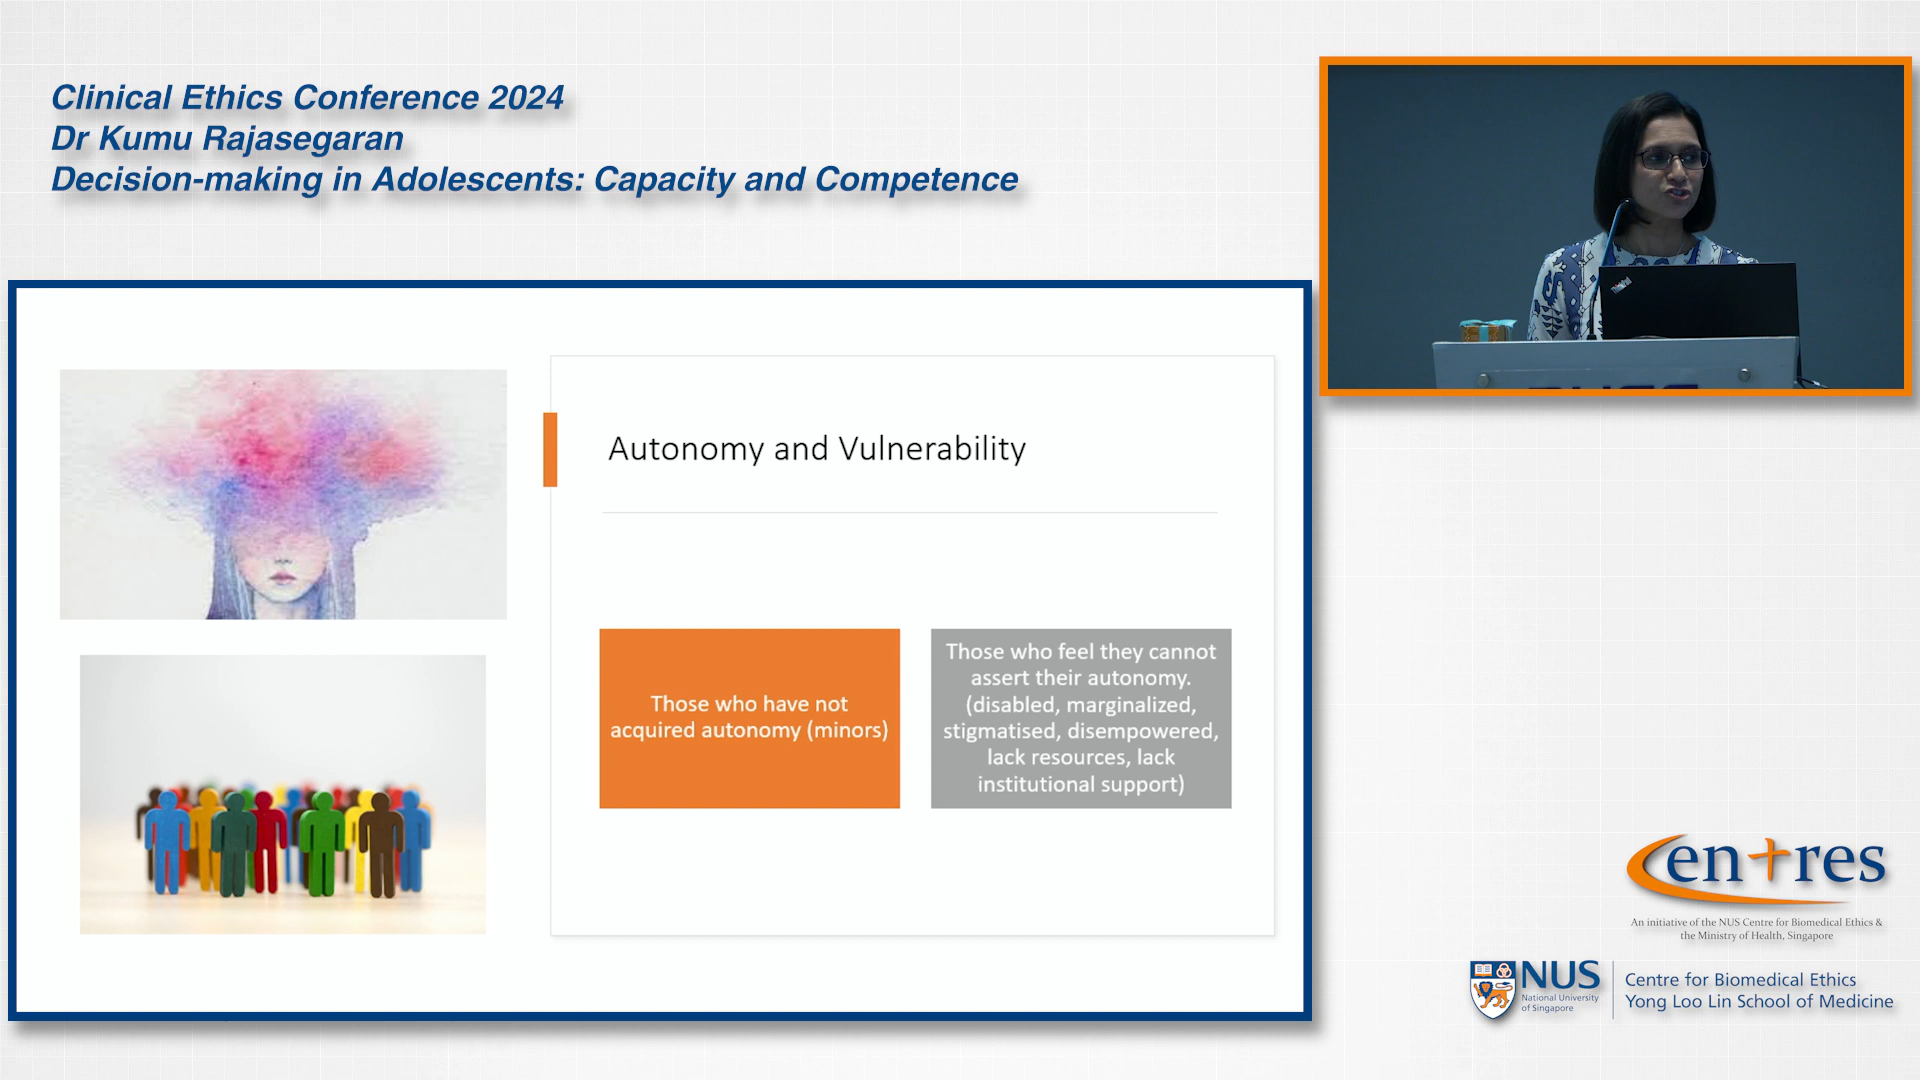 Clinical Ethics Conference 2024
Dr Kumu Rajasegaran
Decision-making in Adolescents: Capacity and Competence
Autonomy and Vulnerability
Those who have not
acquired autonomy (minors)
Those who feel they cannot
assert their autonomy.
(disabled, marginalized,
stigmatised, disempowered,
lack resources, lack
institutional support)
Centres
An initiative of the NUS Centre for Biomedical Ethics &
the Ministry of Health, Singapore
NUS
National University
of Singapore
Centre for Biomedical Ethics
Yong Loo Lin School of Medicine